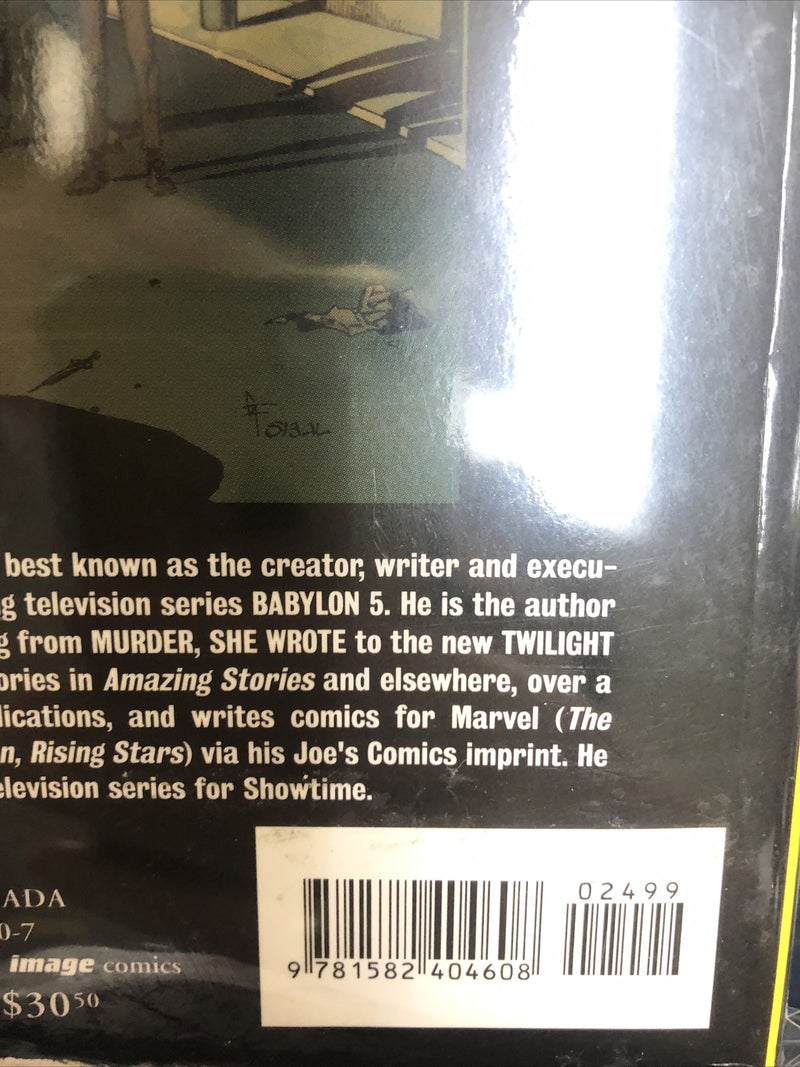 best known as the creator, writer and execu-
g television series BABYLON 5. He is the author
g from MURDER, SHE WROTE to the new TWILIGHT
ories in Amazing Stories and elsewhere, over a
lications, and writes comics for Marvel (The
n, Rising Stars) via his Joe's Comics imprint. He
elevision series for Showtime.
ADA
0-7
image comics
$3050
02499
9 781582 404608